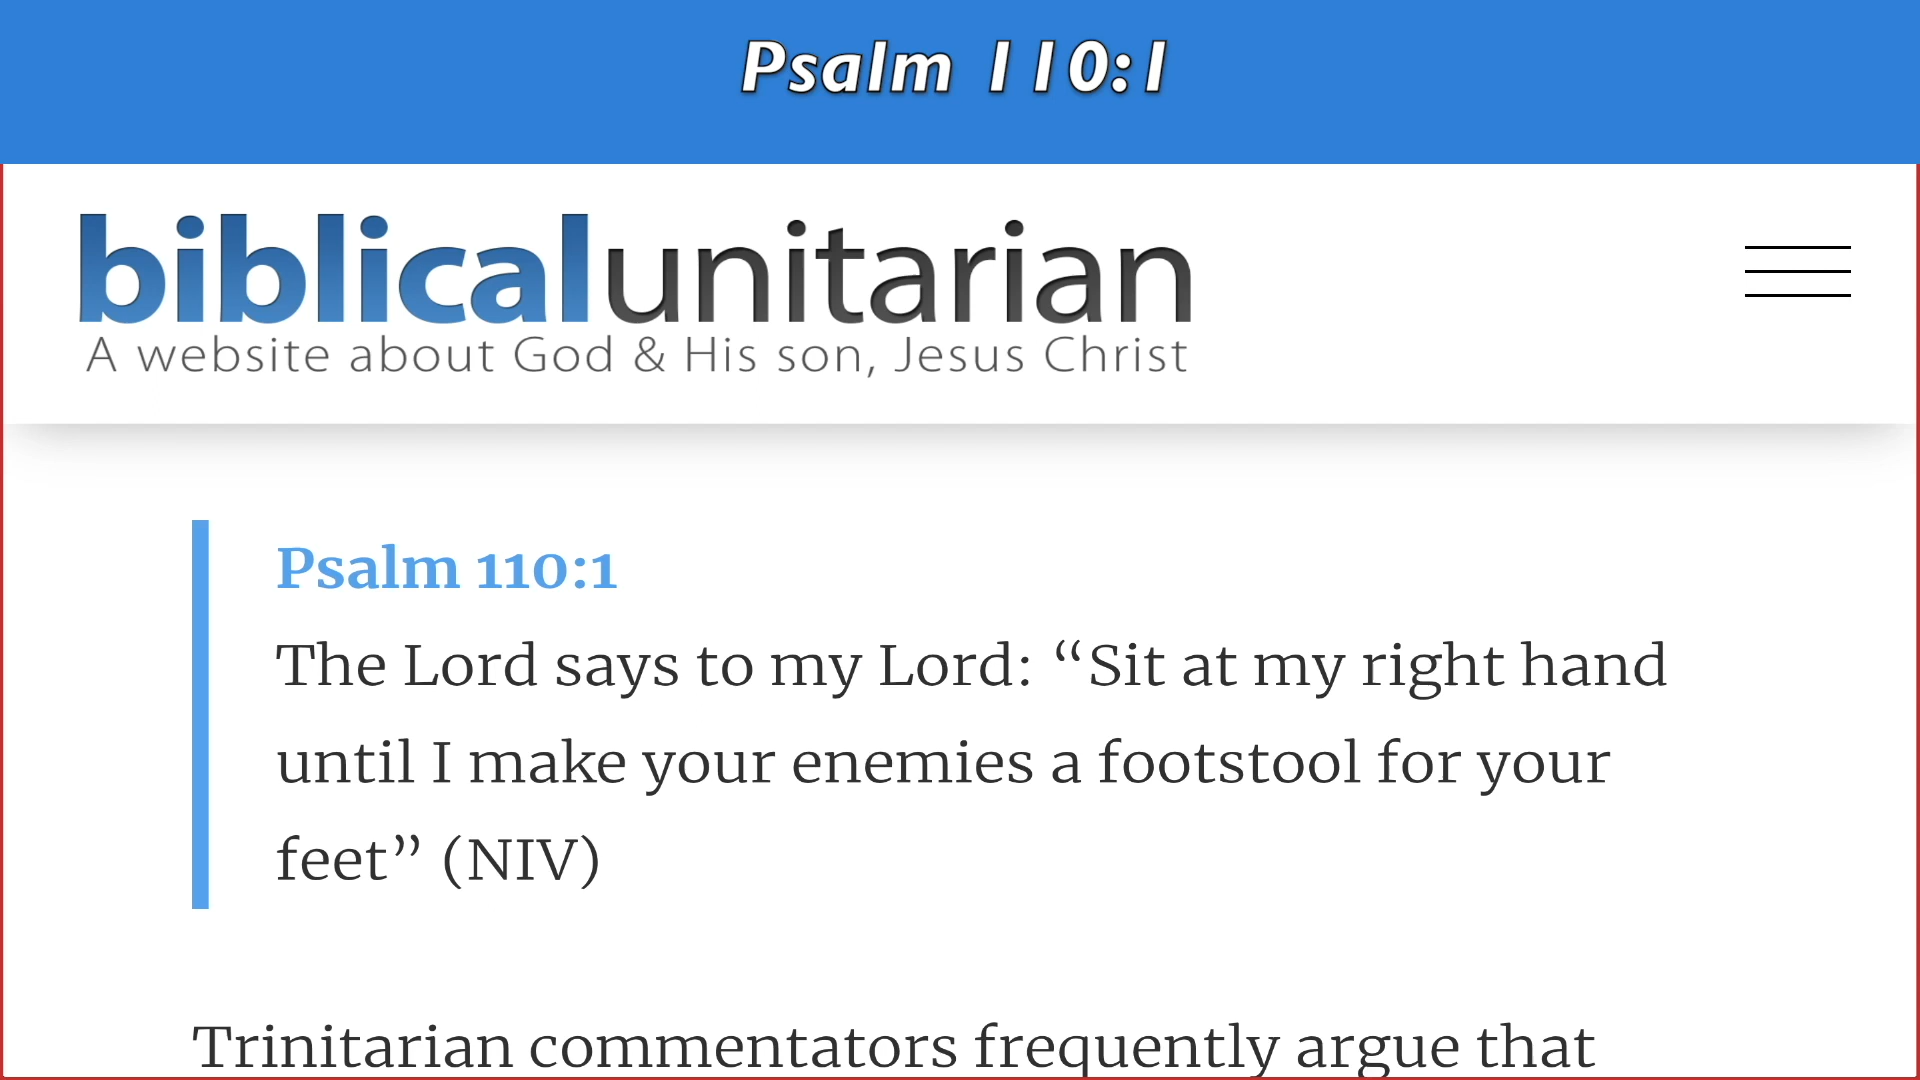 Psalm 110:1
biblicalunitarian
A website about God & His son, Jesus Christ
Psalm 110:1
The Lord says to my Lord: “Sit at my right hand
until I make your enemies a footstool for your
feet” (NIV)
Trinitarian commentators frequently argue that